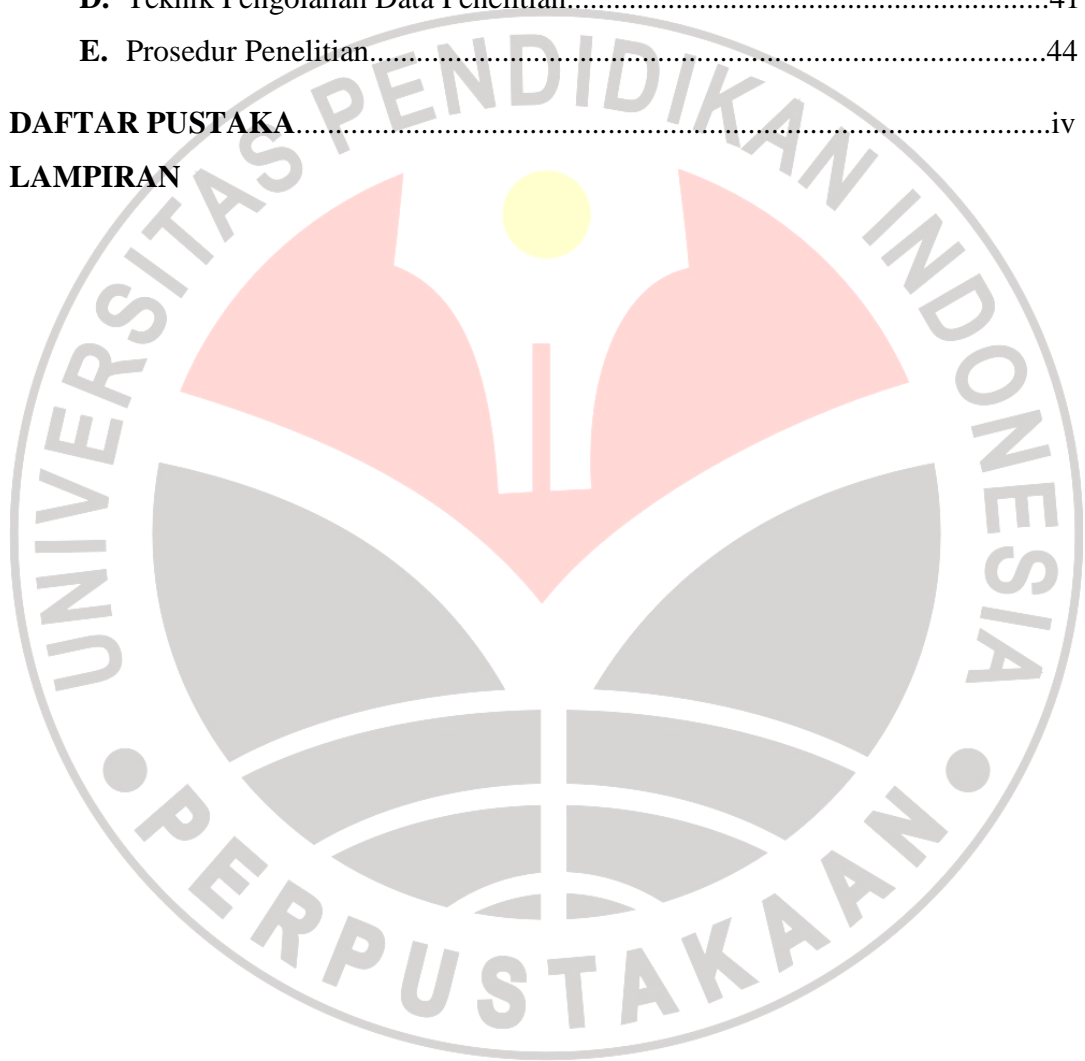 D. Teknik Pengolahan Data Penelitian.............................................................................41
E. Prosedur Penelitian.............................................................................................44
DAFTAR PUSTAKA.......................................................................................................iv
LAMPIRAN
UNIVERSITAS PENDIDIKAN INDONESIA
• PERPUSTAKAAN •